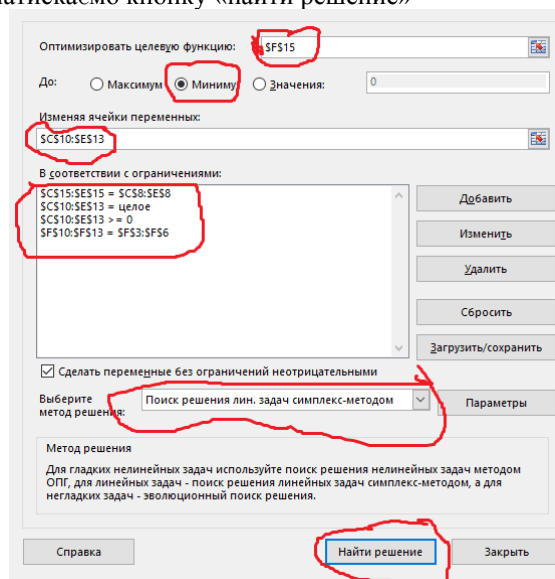 натискаємо кнопку «найти решение»
Оптимизировать целевую функцию: $F$15
До: Максимум Миниму Значения: 0
Изменяя ячейки переменных:
$C$10:$E$13
В соответствии с ограничениями:
$C$15:$E$15 = $C$8:$E$8
$C$10:$E$13 = целое
$C$10:$E$13 >= 0
$F$10:$F$13 = $F$3:$F$6
Добавить
Изменить
Удалить
Сбросить
Загрузить/сохранить
Сделать переменные без ограничений неотрицательными
Выберите
метод решения:
Поиск решения лин. задач симплекс-методом
Параметры
Метод решения
Для гладких нелинейных задач используйте поиск решения нелинейных задач методом
ОПГ, для линейных задач - поиск решения линейных задач симплекс-методом, а для
негладких задач - эволюционный поиск решения.
Справка Найти решение Закрыть